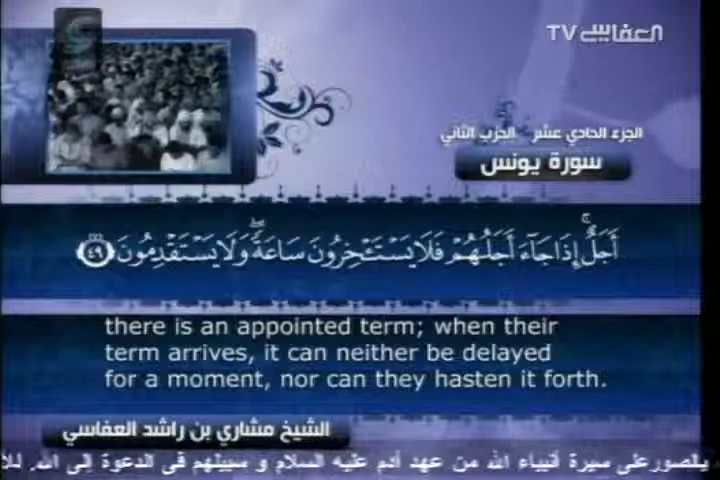 العفاسي TV
الجزء الحادي عشر الحزب الثاني
سورة يونس
أَجَلٌ إِذَا جَآءَ أَجَلُهُمْ فَلَا يَسْتَـْٔخِرُونَ سَاعَةً وَلَا يَسْتَقْدِمُونَ ٤٩
there is an appointed term; when their
term arrives, it can neither be delayed
for a moment, nor can they hasten it forth.
الشيخ مشاري بن راشد العفاسي
على سيرة أنبياء الله من عهد آدم عليه السلام و سبيلهم في الدعوة إلى الله.